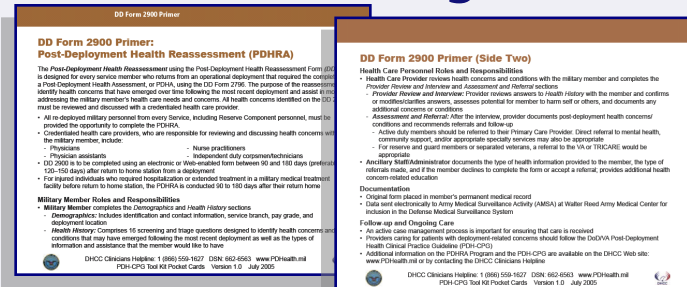 DD Form 2900 Primer
DD Form 2900 Primer:
Post-Deployment Health Reassessment (PDHRA)
The Post-Deployment Health Reassessment using the Post-Deployment Health Reassessment Form (DD
is designed for every service member who returns from an operational deployment that required the
a Post-Deployment Health Assessment, or PDHA, using the DD Form 2796. The purpose of the
identify health concerns that have emerged over time following the most recent deployment and assist in
addressing the military member's health care needs and concerns. All health concerns identified on the DD
must be reviewed and discussed with a credentialed health care provider.
• All re-deployed military personnel from every Service, including Reserve Component personnel, must be
provided the opportunity to complete the PDHRA.
• Credentialed health care providers, who are responsible for reviewing and discussing health concerns with
the military member, include:
- Physicians - Nurse practitioners
- Physician assistants - Independent duty corpsmen/technicians
• DD 2900 is to be completed using an electronic or Web-enabled form between 90 and 180 days
120–150 days) after return to home station from a deployment
• For injured individuals who required hospitalization or extended treatment in a military medical treatment
facility before return to home station, the PDHRA is conducted 90 to 180 days after their return home
Military Member Roles and Responsibilities
• Military Member completes the Demographics and Health History sections
- Demographics: Includes identification and contact information, service branch, pay grade, and
deployment location
- Health History: Comprises 16 screening and triage questions designed to identify health concerns and
conditions that may have emerged following the most recent deployment as well as the types of
information and assistance that the member would like to have
DHCC Clinicians Helpline: 1 (866) 559-1627 DSN: 662-6563 www.PDHealth.mil
PDH-CPG Tool Kit Pocket Cards Version 1.0 July 2005
DD Form 2900 Primer (Side Two)
Health Care Personnel Roles and Responsibilities
• Health Care Provider reviews health concerns and conditions with the military member and completes the
Provider Review and Interview and Assessment and Referral sections
- Provider Review and Interview: Provider reviews answers to Health History with the member and confirms
or modifies/clarifies answers, assesses potential for member to harm self or others, and documents any
additional concerns or conditions
- Assessment and Referral: After the interview, provider documents post-deployment health concerns/
conditions and recommends referrals and follow-up
- Active duty members should be referred to their Primary Care Provider. Direct referral to mental health,
community support, and/or appropriate specialty services may also be appropriate
- For reserve and guard members or separated veterans, a referral to the VA or TRICARE would be
appropriate
• Ancillary Staff/Administrator documents the type of health information provided to the member, the type of
referrals made, and if the member declines to complete the form or accept a referral; provides additional health
concern-related education
Documentation
• Original form placed in member's permanent medical record
• Data sent electronically to Army Medical Surveillance Activity (AMSA) at Walter Reed Army Medical Center for
inclusion in the Defense Medical Surveillance System
Follow-up and Ongoing Care
• An active case management process is important for ensuring that care is received
• Providers caring for patients with deployment-related concerns should follow the DoD/VA Post-Deployment
Health Clinical Practice Guideline (PDH-CPG)
• Additional information on the PDHRA Program and the PDH-CPG are available on the DHCC Web site:
www.PDHealth.mil or by contacting the DHCC Clinicians Helpline
DHCC Clinicians Helpline: 1 (866) 559-1627 DSN: 662-6563 www.PDHealth.mil
PDH-CPG Tool Kit Pocket Cards Version 1.0 July 2005